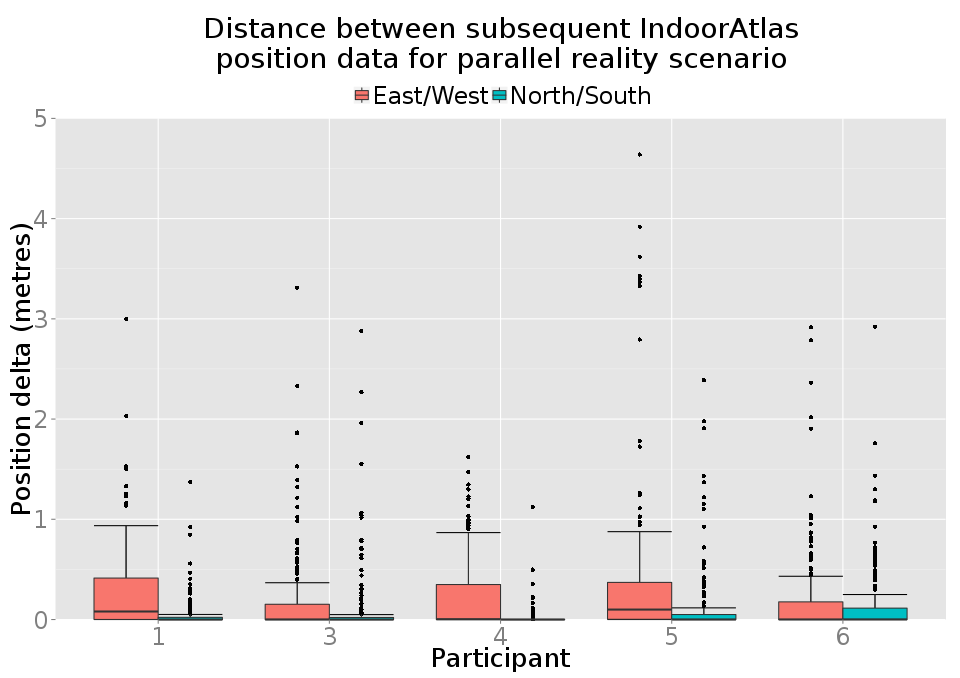 Distance between subsequent IndoorAtlas
position data for parallel reality scenario
East/West North/South
Position delta (metres)
5
4
3
2
1
0
1 3 4 5 6
Participant